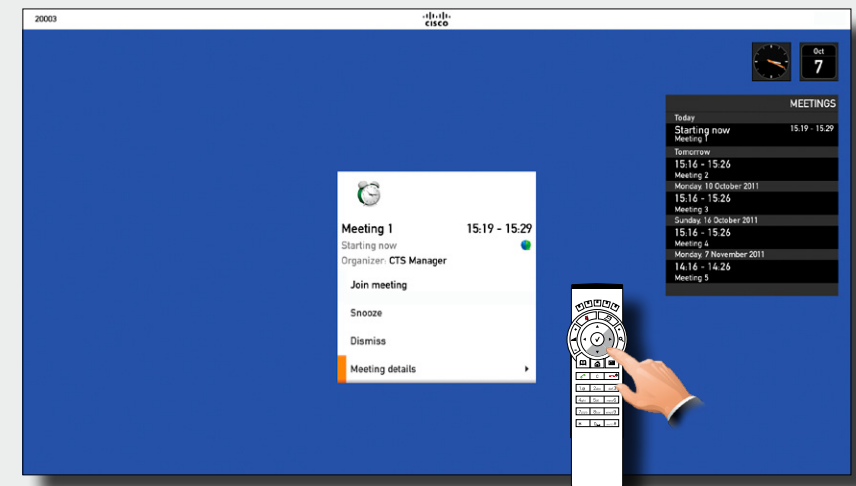 20003
CISCO
Oct
7
MEETINGS
Today
Starting now 15.19 - 15.29
Meeting 1
Tomorrow
15:16 - 15:26
Meeting 2
Monday, 10 October 2011
15:16 - 15:26
Meeting 3
Sunday, 16 October 2011
15:16 - 15:26
Meeting 4
Monday, 7 November 2011
14:16 - 14:26
Meeting 5
Meeting 1 15:19 - 15:29
Starting now
Organizer: CTS Manager
Join meeting
Snooze
Dismiss
Meeting details